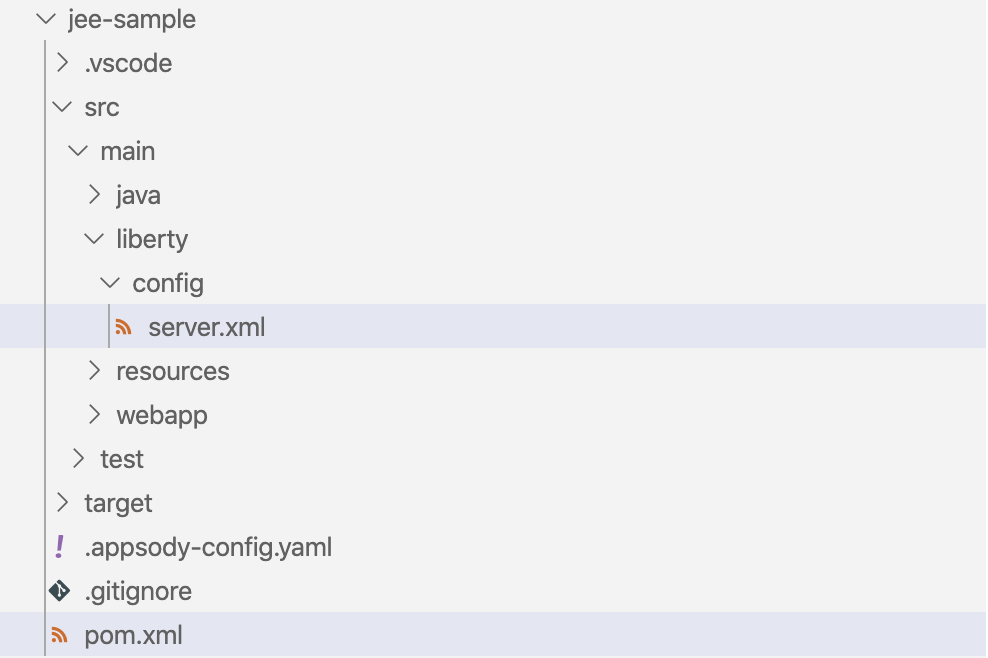 jee-sample
.vscode
src
main
java
liberty
config
server.xml
resources
webapp
test
target
.appsody-config.yaml
.gitignore
pom.xml